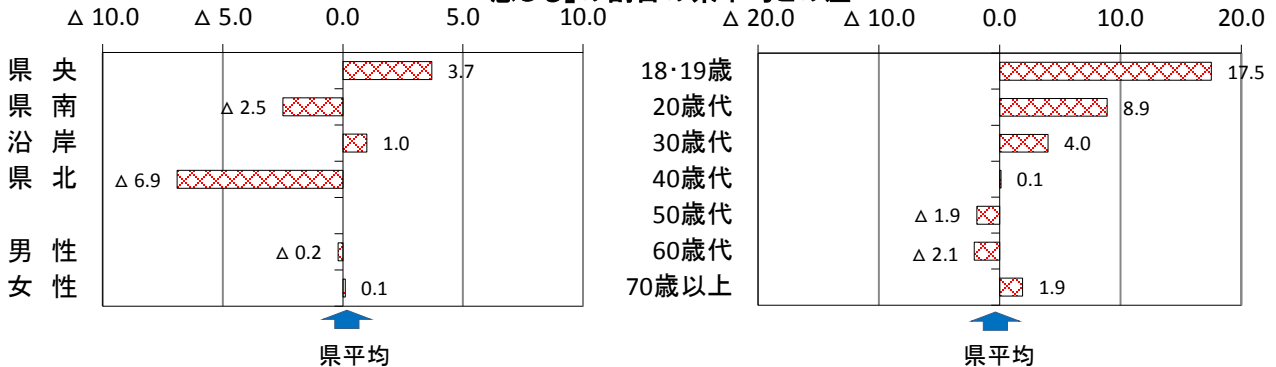 △ 10.0 △ 5.0 0.0 5.0 10.0
県 央 3.7
県 南 △ 2.5
沿 岸 1.0
県 北 △ 6.9
男 性 △ 0.2
女 性 0.1
県平均
△ 20.0 △ 10.0 0.0 10.0 20.0
18･19歳 17.5
20歳代 8.9
30歳代 4.0
40歳代 0.1
50歳代 △ 1.9
60歳代 △ 2.1
70歳以上 1.9
県平均